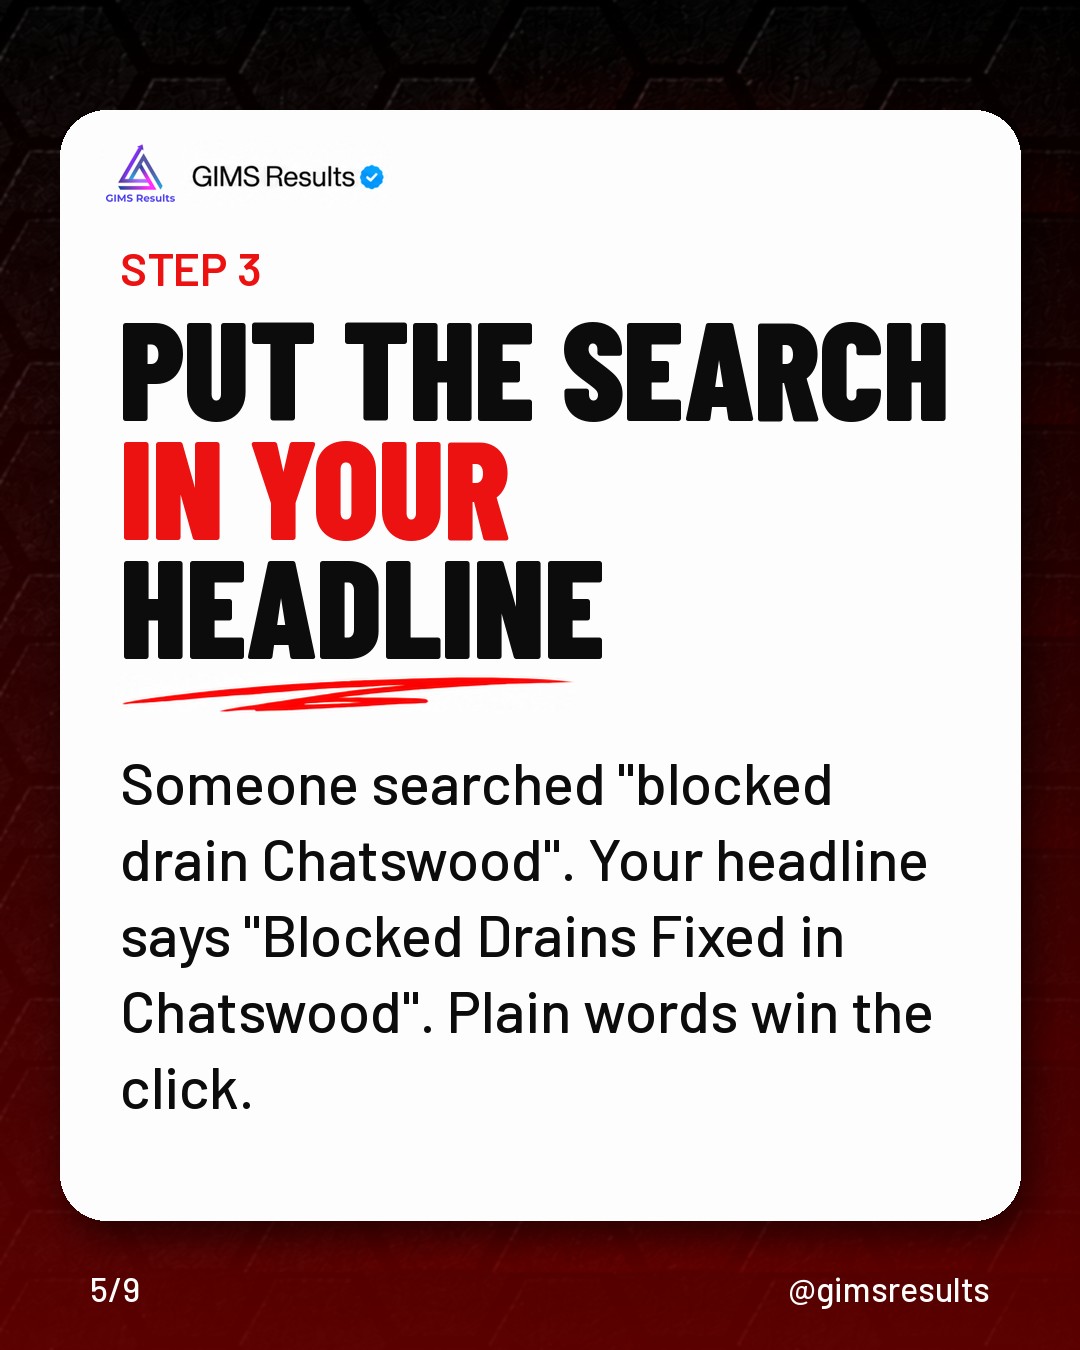 GIMS Results
GIMS Results
STEP 3
PUT THE SEARCH
IN YOUR
HEADLINE
Someone searched "blocked
drain Chatswood". Your headline
says "Blocked Drains Fixed in
Chatswood". Plain words win the
click.
5/9
@gimsresults